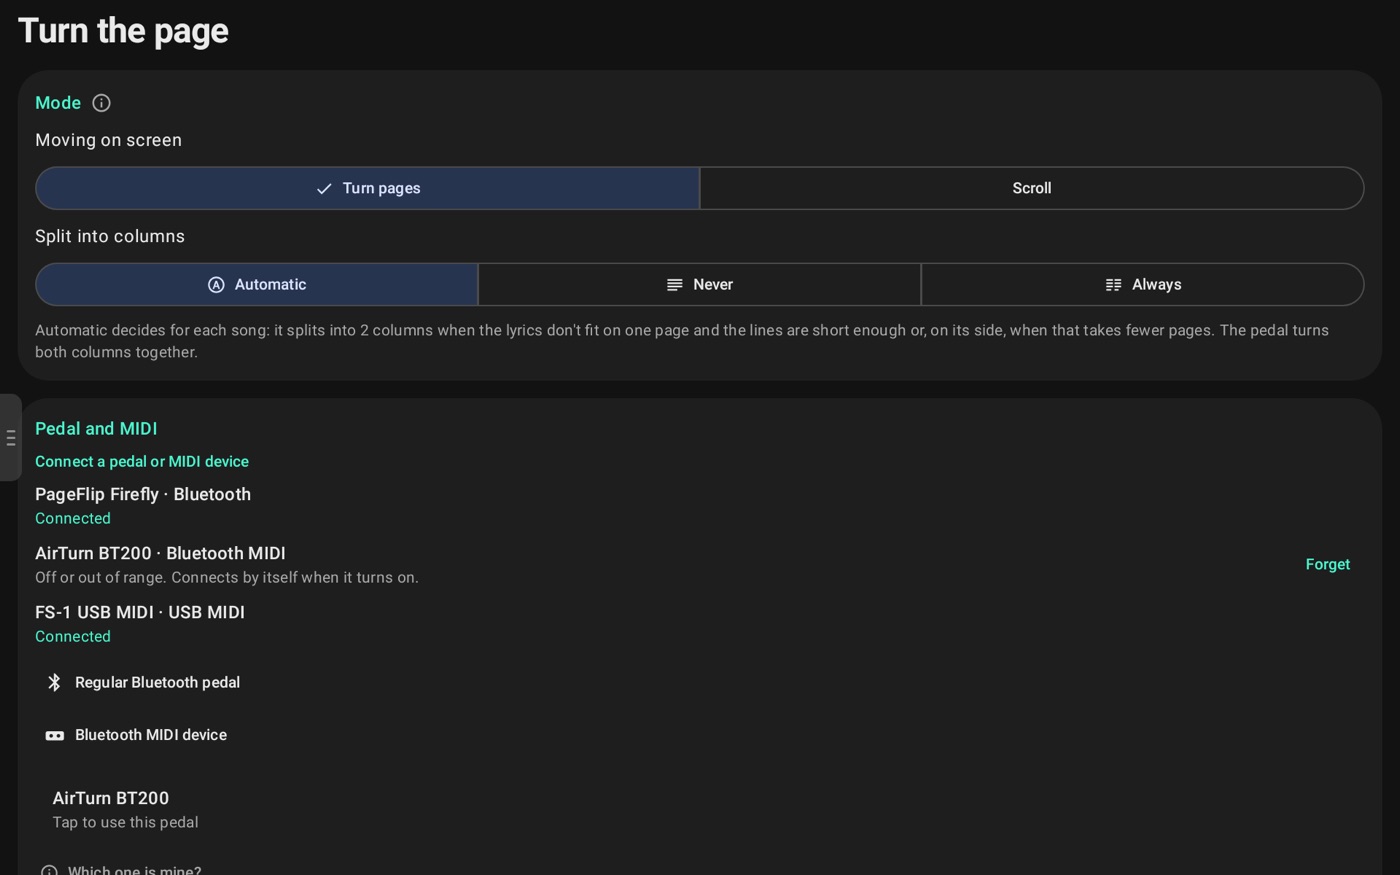 Turn the page
Mode
Moving on screen
Turn pages
Scroll
Split into columns
Automatic
Never
Always
Automatic decides for each song: it splits into 2 columns when the lyrics don't fit on one page and the lines are short enough or, on its side, when that takes fewer pages. The pedal turns
both columns together.
Pedal and MIDI
Connect a pedal or MIDI device
PageFlip Firefly · Bluetooth
Connected
AirTurn BT200 · Bluetooth MIDI
Off or out of range. Connects by itself when it turns on.
Forget
FS-1 USB MIDI · USB MIDI
Connected
Regular Bluetooth pedal
Bluetooth MIDI device
AirTurn BT200
Tap to use this pedal
Which one is mine?